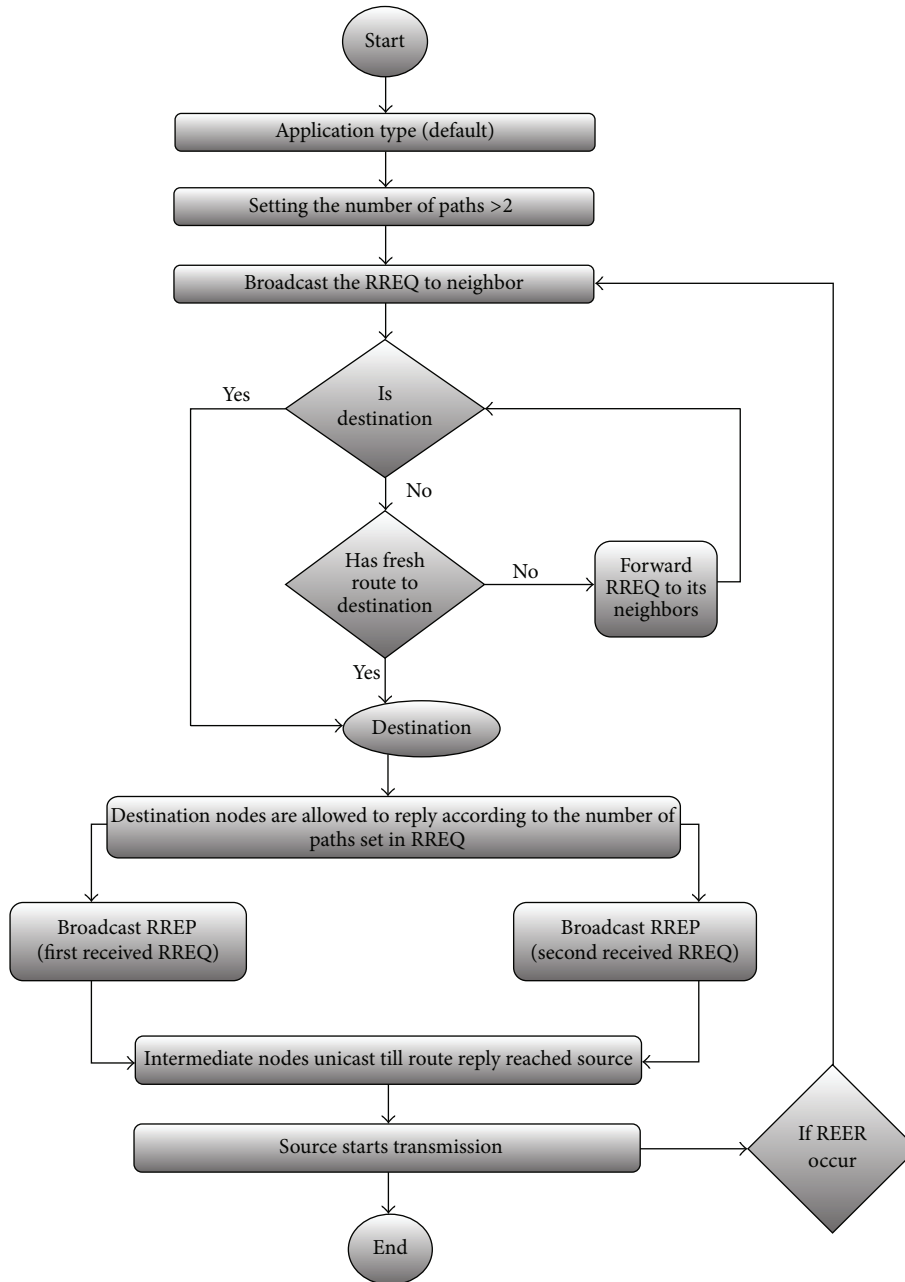 Start
Application type (default)
Setting the number of paths >2
Broadcast the RREQ to neighbor
Yes
Is
destination
No
Has fresh
route to
destination
No
Forward
RREQ to its
neighbors
Yes
Destination
Destination nodes are allowed to reply according to the number of
paths set in RREQ
Broadcast RREP
(first received RREQ)
Broadcast RREP
(second received RREQ)
Intermediate nodes unicast till route reply reached source
Source starts transmission
If REER
occur
End